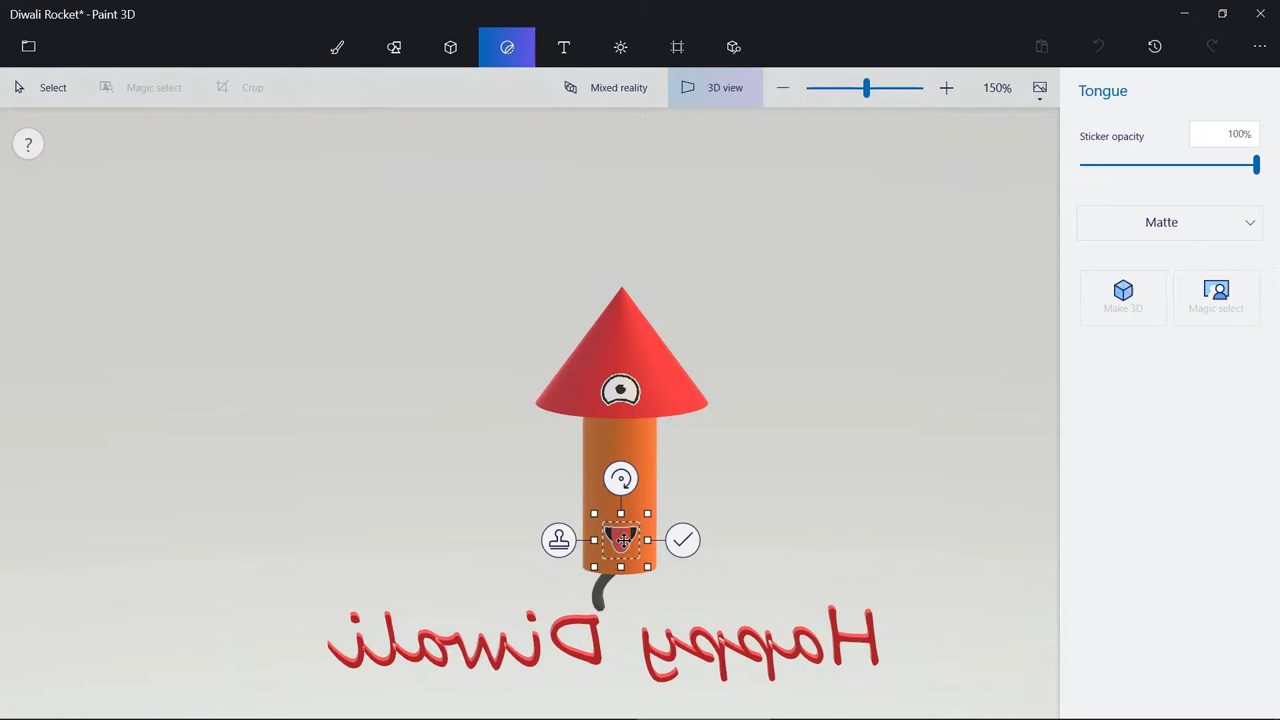 Diwali Rocket* - Paint 3D
Select
Magic select
Crop
Mixed reality
3D view
150%
Tongue
?
Sticker opacity
100%
Matte
Make 3D
Magic select
Happy Diwali